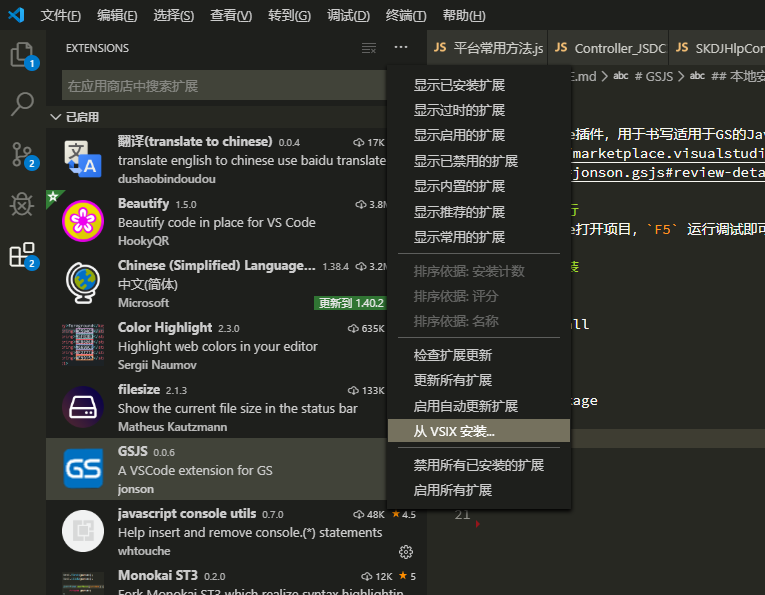 文件(F) 编辑(E) 选择(S) 查看(V) 转到(G) 调试(D) 终端(T) 帮助(H)
EXTENSIONS
JS 平台常用方法.js JS Controller_JSDC JS SKDJHlpCon
1
在应用商店中搜索扩展
E.md > abc # GSJS > abc ## 本地安
已启用
翻译(translate to chinese) 0.0.4 17K
translate english to chinese use baidu translate
dushaobindoudou
2
Beautify 1.5.0 3.8M
Beautify code in place for VS Code
HookyQR
Chinese (Simplified) Language... 1.38.4 3.2M
中文(简体)
Microsoft 更新到 1.40.2
2
Color Highlight 2.3.0 635K
Highlight web colors in your editor
Sergii Naumov
filesize 2.1.3 133K
Show the current file size in the status bar
Matheus Kautzmann
GS
GSJS 0.0.6
A VSCode extension for GS
jonson
javascript console utils 0.7.0 48K 4.5
Help insert and remove console.(*) statements
whtouche
Monokai ST3 0.2.0 12K 5
Fork Monokai ST3 which realize syntax highlightin
显示已安装扩展
显示过时的扩展
显示启用的扩展
显示已禁用的扩展
显示内置的扩展
显示推荐的扩展
显示常用的扩展
排序依据: 安装计数
排序依据: 评分
排序依据: 名称
检查扩展更新
更新所有扩展
启用自动更新扩展
从 VSIX 安装...
禁用所有已安装的扩展
启用所有扩展
e插件，用于书写适用于GS的Jav
/marketplace.visualstudi
-jonson.gsjs#review-deta
行
e打开项目，`F5` 运行调试即可
装
all
kage
21